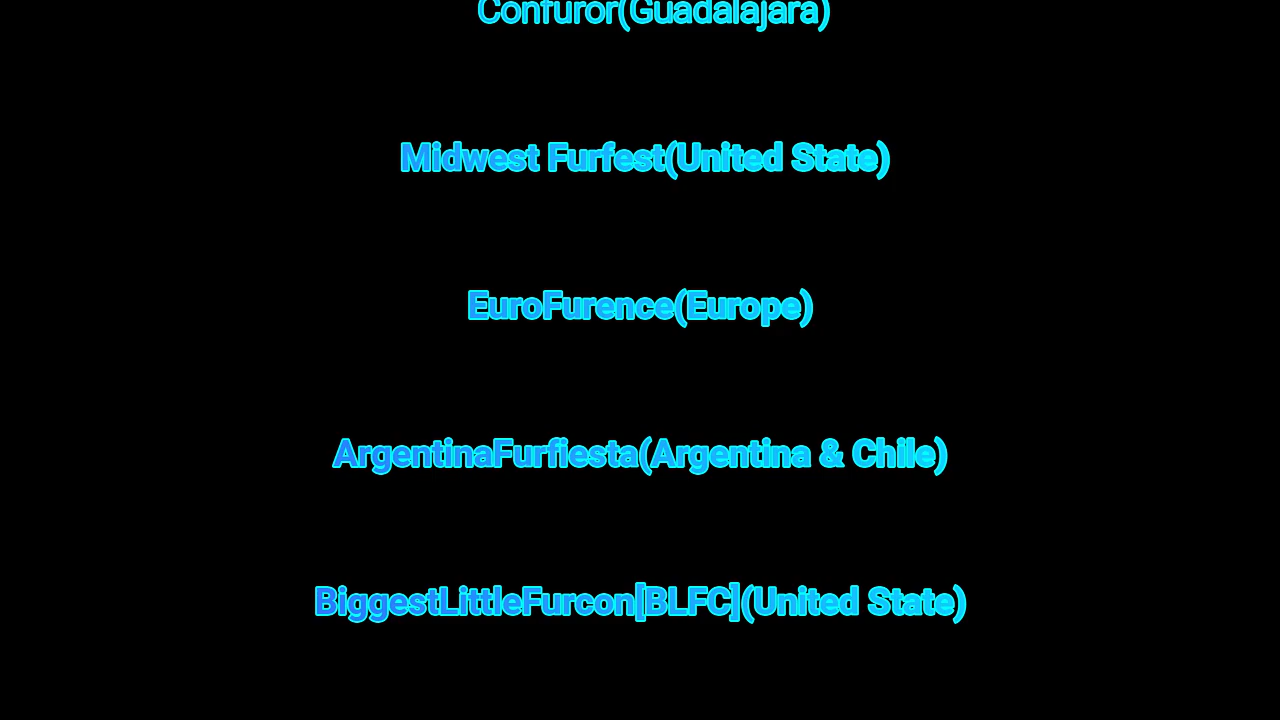 Confuror(Guadalajara)
Midwest Furfest(United State)
EuroFurence(Europe)
ArgentinaFurfiesta(Argentina & Chile)
BiggestLittleFurcon[BLFC](United State)